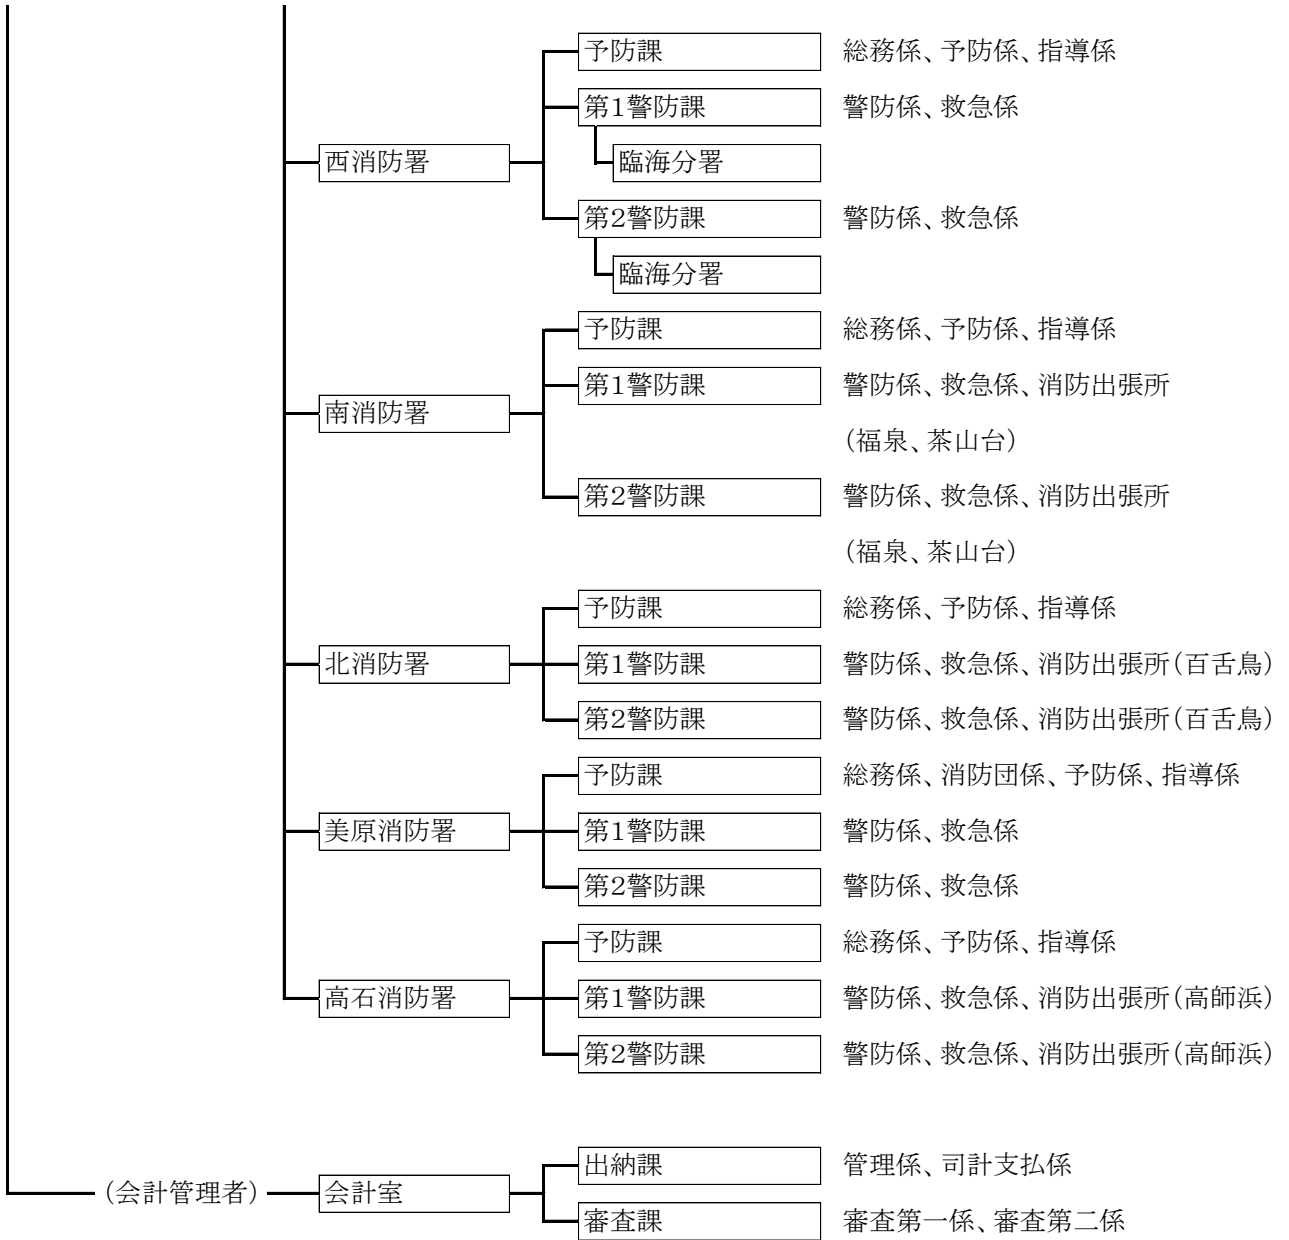 予防課 総務係、予防係、指導係
第1警防課 警防係、救急係
西消防署 臨海分署
第2警防課 警防係、救急係
臨海分署
予防課 総務係、予防係、指導係
第1警防課 警防係、救急係、消防出張所
南消防署
(福泉、茶山台)
第2警防課 警防係、救急係、消防出張所
(福泉、茶山台)
予防課 総務係、予防係、指導係
北消防署 第1警防課 警防係、救急係、消防出張所(百舌鳥)
第2警防課 警防係、救急係、消防出張所(百舌鳥)
予防課 総務係、消防団係、予防係、指導係
美原消防署 第1警防課 警防係、救急係
第2警防課 警防係、救急係
予防課 総務係、予防係、指導係
高石消防署 第1警防課 警防係、救急係、消防出張所(高師浜)
第2警防課 警防係、救急係、消防出張所(高師浜)
出納課 管理係、司計支払係
(会計管理者) 会計室
審査課 審査第一係、審査第二係